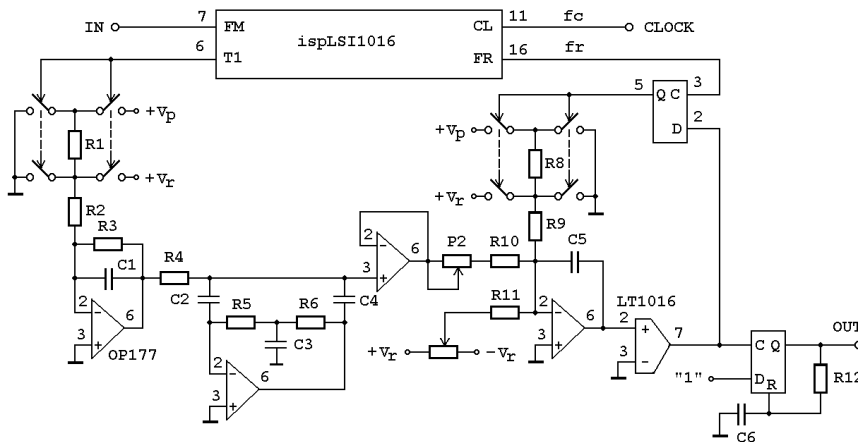 IN 7 FM ispLSI1016 CL 11 fc CLOCK
6 T1 FR 16 fr
5 Q C 3
D 2
+Vp +Vp
R1 R8
+Vr +Vr
R2 R9
R3 C5
C1 R4 2 − 6 P2 R10
3 +
C2 R5 R6 C4 R11 LT1016
2 − 6 2 − 6 2 + 7 OUT
3 + OP177 C3 3 + 3 − C Q
+Vr −Vr
2 − 6 "1" D R R12
3 + C6